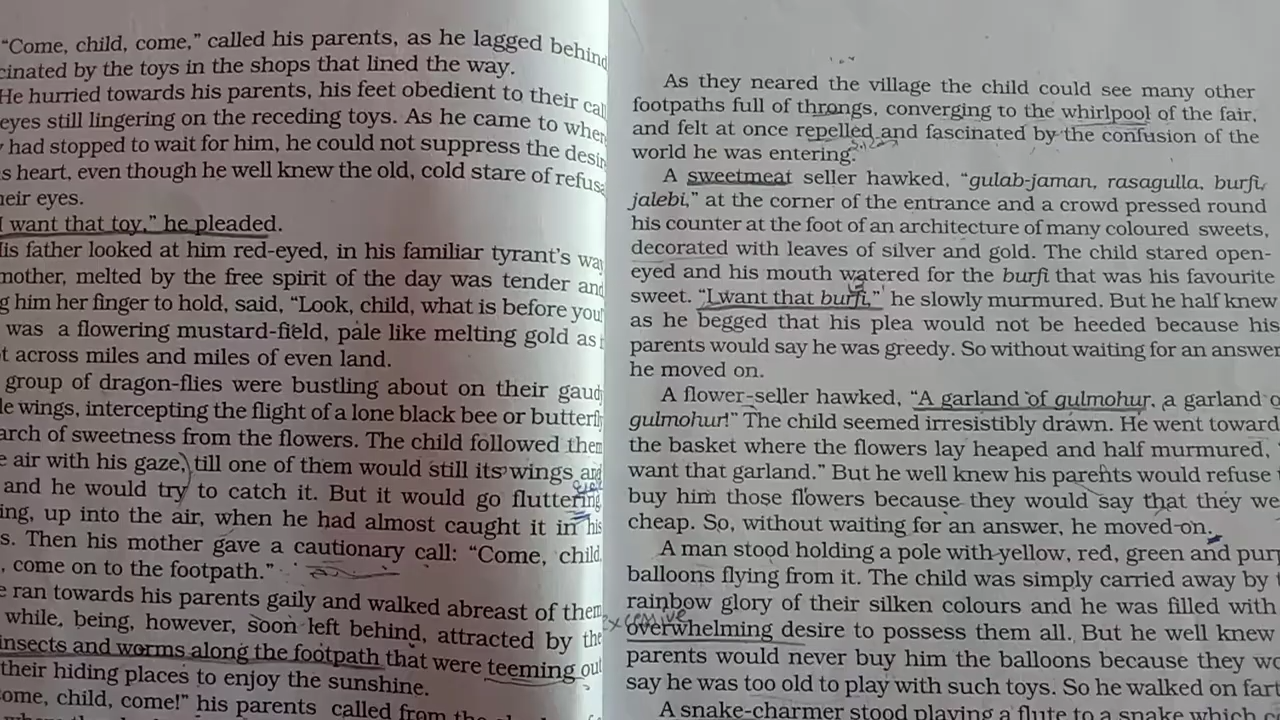 "Come, child, come," called his parents, as he lagged behind
cinated by the toys in the shops that lined the way.
He hurried towards his parents, his feet obedient to their call
eyes still lingering on the receding toys. As he came to wher
had stopped to wait for him, he could not suppress the desir
s heart, even though he well knew the old, cold stare of refusa
heir eyes.
I want that toy," he pleaded.
is father looked at him red-eyed, in his familiar tyrant's way
mother, melted by the free spirit of the day was tender and
g him her finger to hold, said, "Look, child, what is before you!
was a flowering mustard-field, pale like melting gold as i
t across miles and miles of even land.
group of dragon-flies were bustling about on their gaudy
le wings, intercepting the flight of a lone black bee or butterfly
arch of sweetness from the flowers. The child followed them
e air with his gaze, till one of them would still its wings and
and he would try to catch it. But it would go fluttering
ing, up into the air, when he had almost caught it in his
s. Then his mother gave a cautionary call: "Come, child,
, come on to the footpath."
e ran towards his parents gaily and walked abreast of them
while, being, however, soon left behind, attracted by the
insects and worms along the footpath that were teeming out
their hiding places to enjoy the sunshine.
ome, child, come!" his parents called from the
As they neared the village the child could see many other
footpaths full of throngs, converging to the whirlpool of the fair,
and felt at once repelled and fascinated by the confusion of the
world he was entering.
A sweetmeat seller hawked, "gulab-jaman, rasagulla, burfi,
jalebi," at the corner of the entrance and a crowd pressed round
his counter at the foot of an architecture of many coloured sweets,
decorated with leaves of silver and gold. The child stared open-
eyed and his mouth watered for the burfi that was his favourite
sweet. "I want that burfi," he slowly murmured. But he half knew
as he begged that his plea would not be heeded because his
parents would say he was greedy. So without waiting for an answer
he moved on.
A flower-seller hawked, "A garland of gulmohur, a garland o
gulmohur!" The child seemed irresistibly drawn. He went toward
the basket where the flowers lay heaped and half murmured,
want that garland." But he well knew his parents would refuse
buy him those flowers because they would say that they we
cheap. So, without waiting for an answer, he moved on.
A man stood holding a pole with yellow, red, green and purp
balloons flying from it. The child was simply carried away by
rainbow glory of their silken colours and he was filled with
excessive
overwhelming desire to possess them all. But he well knew
parents would never buy him the balloons because they wo
say he was too old to play with such toys. So he walked on fart
A snake-charmer stood playing a flute to a snake which